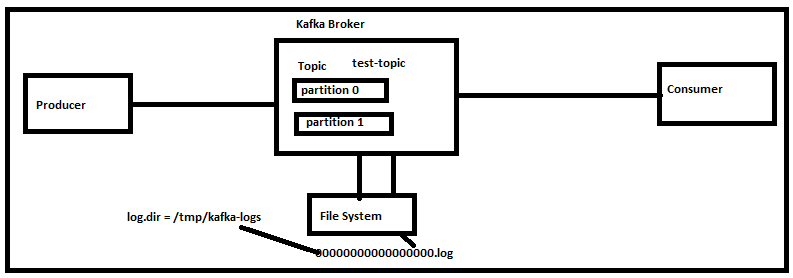 Kafka Broker
Topic test-topic
partition 0
Producer
Consumer
partition 1
log.dir = /tmp/kafka-logs
File System
00000000000000000.log